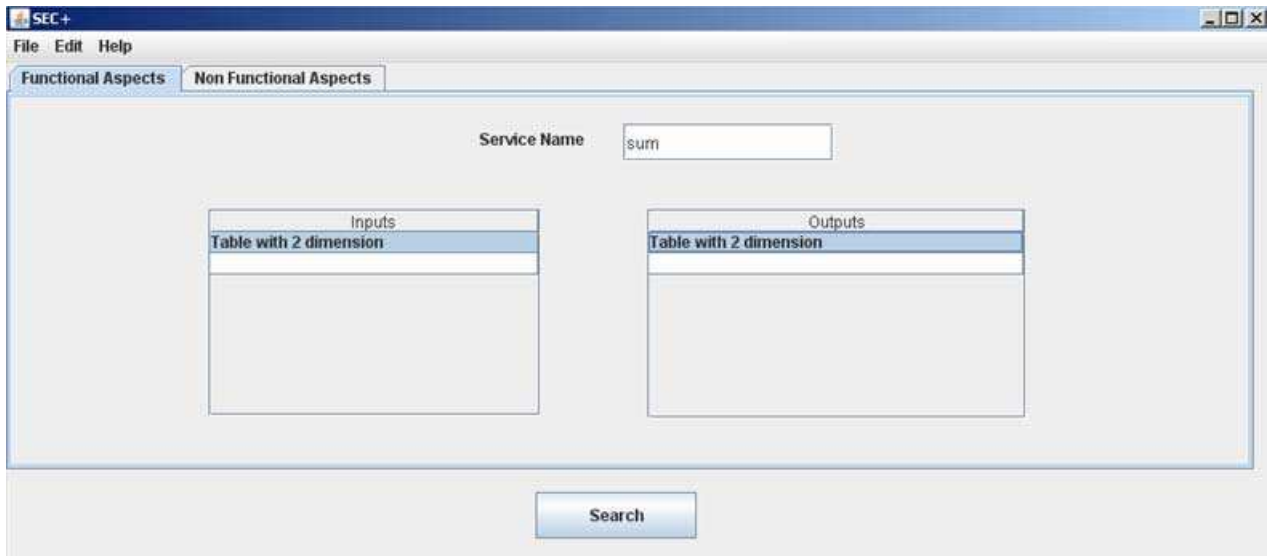 SEC+
File Edit Help
Functional Aspects Non Functional Aspects
Service Name sum
Inputs Outputs
Table with 2 dimension Table with 2 dimension
Search